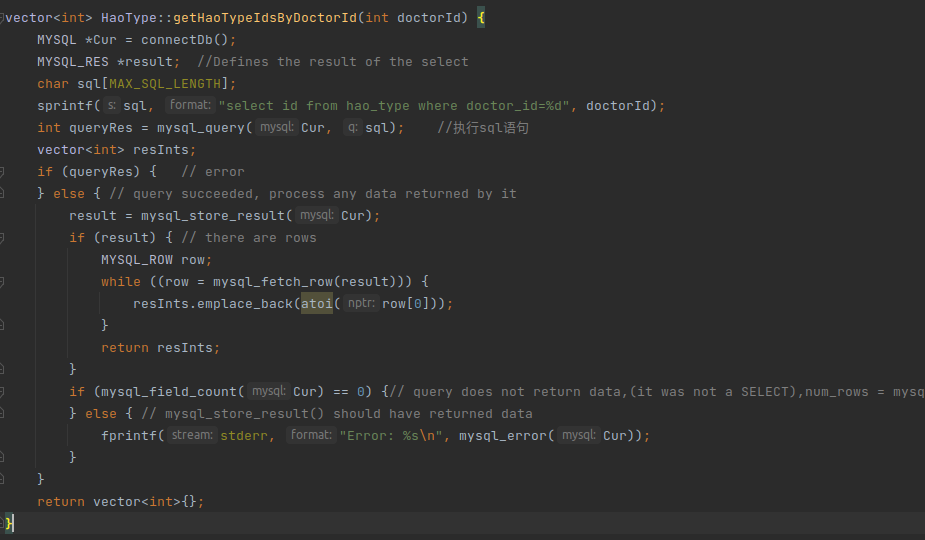 vector<int> HaoType::getHaoTypeIdsByDoctorId(int doctorId) {
MYSQL *Cur = connectDb();
MYSQL_RES *result;  //Defines the result of the select
char sql[MAX_SQL_LENGTH];
sprintf( s: sql,  format: "select id from hao_type where doctor_id=%d", doctorId);
int queryRes = mysql_query( mysql: Cur,  q: sql);    //执行sql语句
vector<int> resInts;
if (queryRes) {   // error
} else { // query succeeded, process any data returned by it
result = mysql_store_result( mysql: Cur);
if (result) { // there are rows
MYSQL_ROW row;
while ((row = mysql_fetch_row(result))) {
resInts.emplace_back(atoi( nptr: row[0]));
}
return resInts;
}
if (mysql_field_count( mysql: Cur) == 0) {// query does not return data,(it was not a SELECT),num_rows = mysq
} else { // mysql_store_result() should have returned data
fprintf( stream: stderr,  format: "Error: %s\n", mysql_error( mysql: Cur));
}
}
return vector<int>{};
}